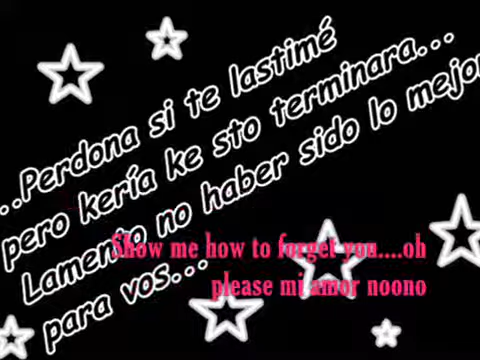 ..Perdona si te lastimé
pero kería ke sto terminara...
Lamento no haber sido lo mejor
para vos...
Show me how to forget you....oh
please mi amor noono